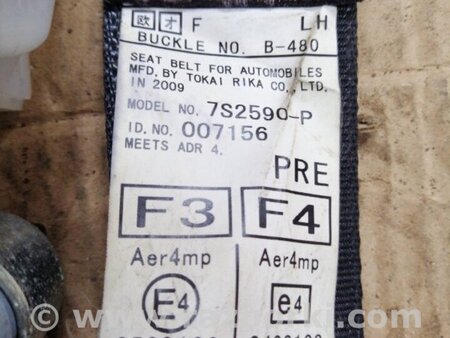 欧 オ F LH
BUCKLE NO. B-480
SEAT BELT FOR AUTOMOBILES
MFD. BY TOKAI RIKA CO., LTD.
IN 2009
MODEL NO. 7S2590-P
I D. NO. 007156
MEETS ADR 4.
PRE
F3 F4
Aer4mp Aer4mp
E4 e4